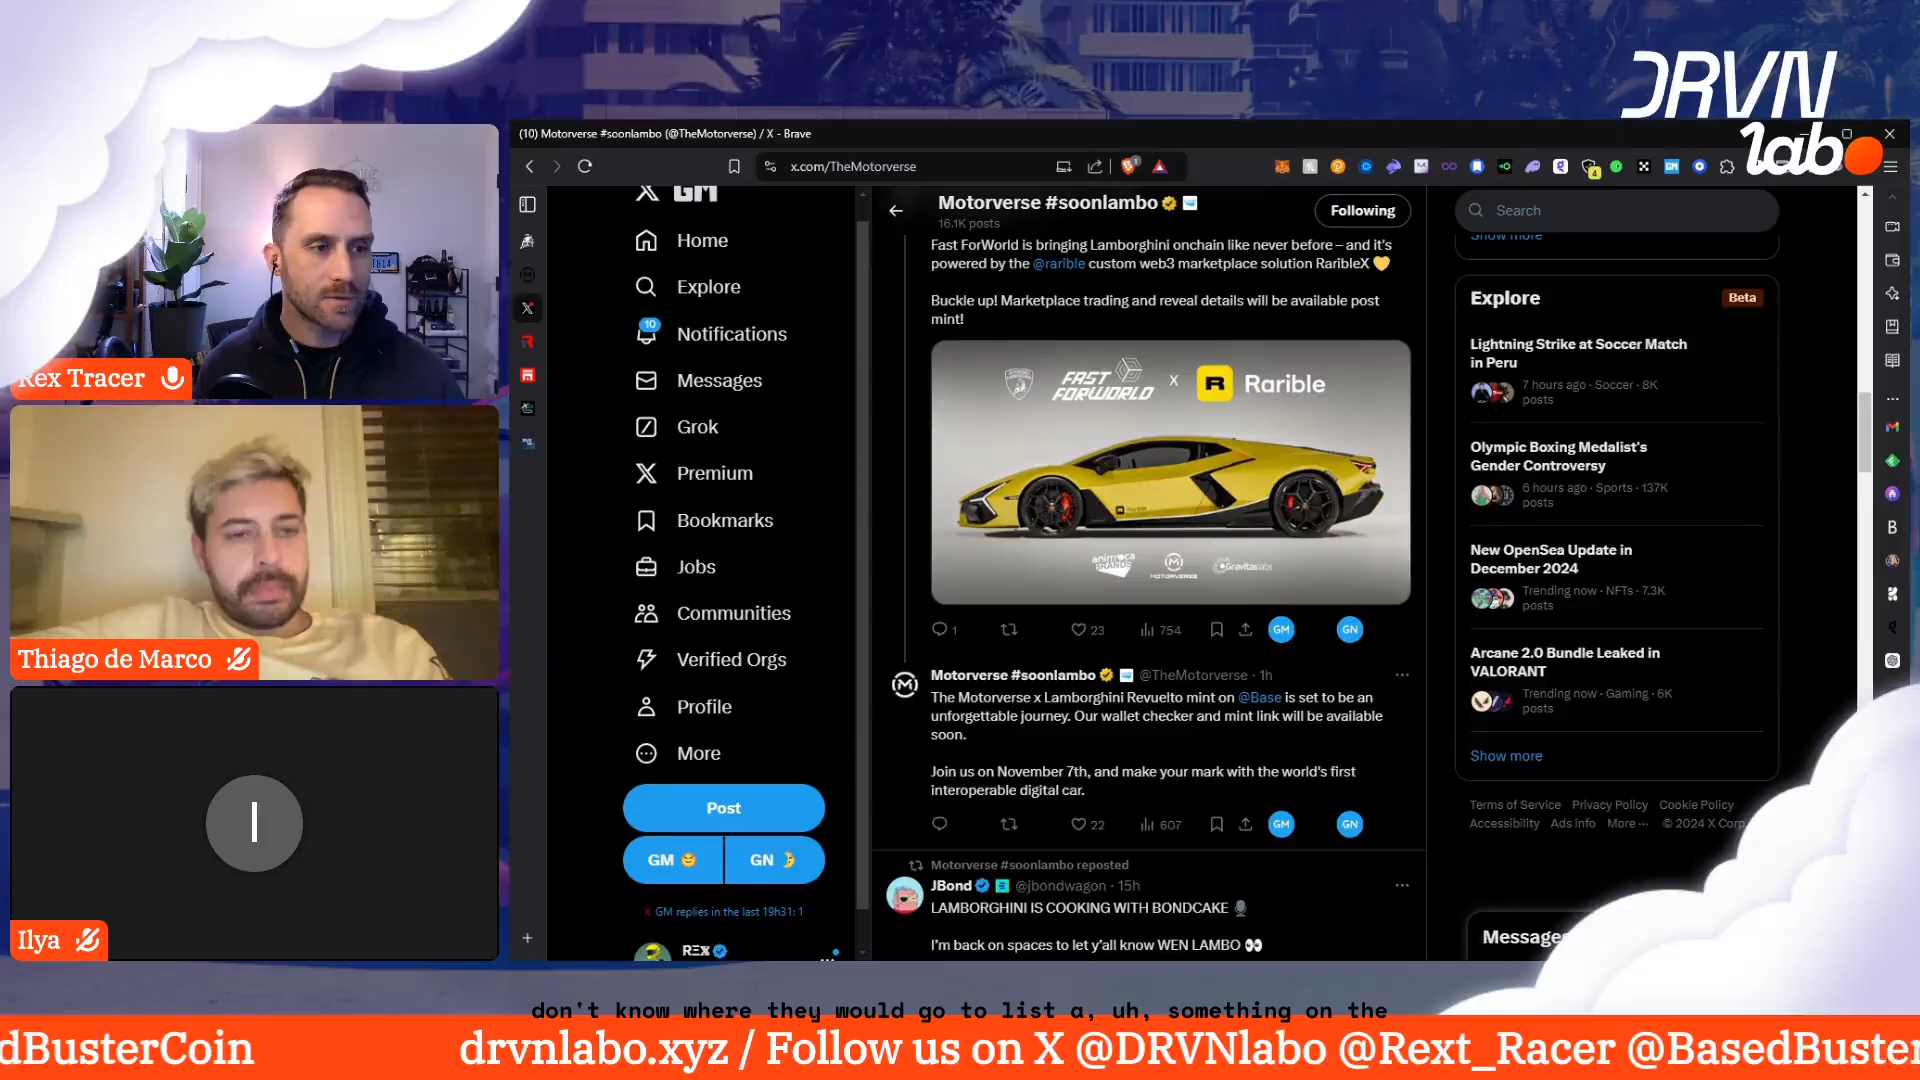 DRVN
labo
(10) Motorverse #soonlambo (@TheMotorverse) / X - Brave
x.com/TheMotorverse
GM
Home
Explore
10
Notifications
Messages
Grok
Premium
Bookmarks
Jobs
Communities
Verified Orgs
Profile
More
Post
GM
GN
GM replies in the last 19h31: 1
REX
Motorverse #soonlambo
16.1K posts
Following
Fast ForWorld is bringing Lamborghini onchain like never before – and it's
powered by the @rarible custom web3 marketplace solution RaribleX
Buckle up! Marketplace trading and reveal details will be available post
mint!
FAST
FORWORLD
X
R Rarible
animoca
BRANDS
MOTORVERSE
Gravitaslabs
1
23
754
GM
GN
Motorverse #soonlambo @TheMotorverse · 1h
The Motorverse x Lamborghini Revuelto mint on @Base is set to be an
unforgettable journey. Our wallet checker and mint link will be available
soon.
Join us on November 7th, and make your mark with the world's first
interoperable digital car.
22
607
GM
GN
Motorverse #soonlambo reposted
JBond @jbondwagon · 15h
LAMBORGHINI IS COOKING WITH BONDCAKE
I'm back on spaces to let y'all know WEN LAMBO
Search
Show more
Explore
Beta
Lightning Strike at Soccer Match
in Peru
7 hours ago · Soccer · 8K
posts
Olympic Boxing Medalist's
Gender Controversy
6 hours ago · Sports · 137K
posts
New OpenSea Update in
December 2024
Trending now · NFTs · 7.3K
posts
Arcane 2.0 Bundle Leaked in
VALORANT
Trending now · Gaming · 6K
posts
Show more
Terms of Service Privacy Policy Cookie Policy
Accessibility Ads info More ··· © 2024 X Corp
Messages
Rex Tracer
Thiago de Marco
I
Ilya
don't know where they would go to list a, uh, something on the
dBusterCoin
drvnlabo.xyz / Follow us on X @DRVNlabo @Rext_Racer @BasedBuster